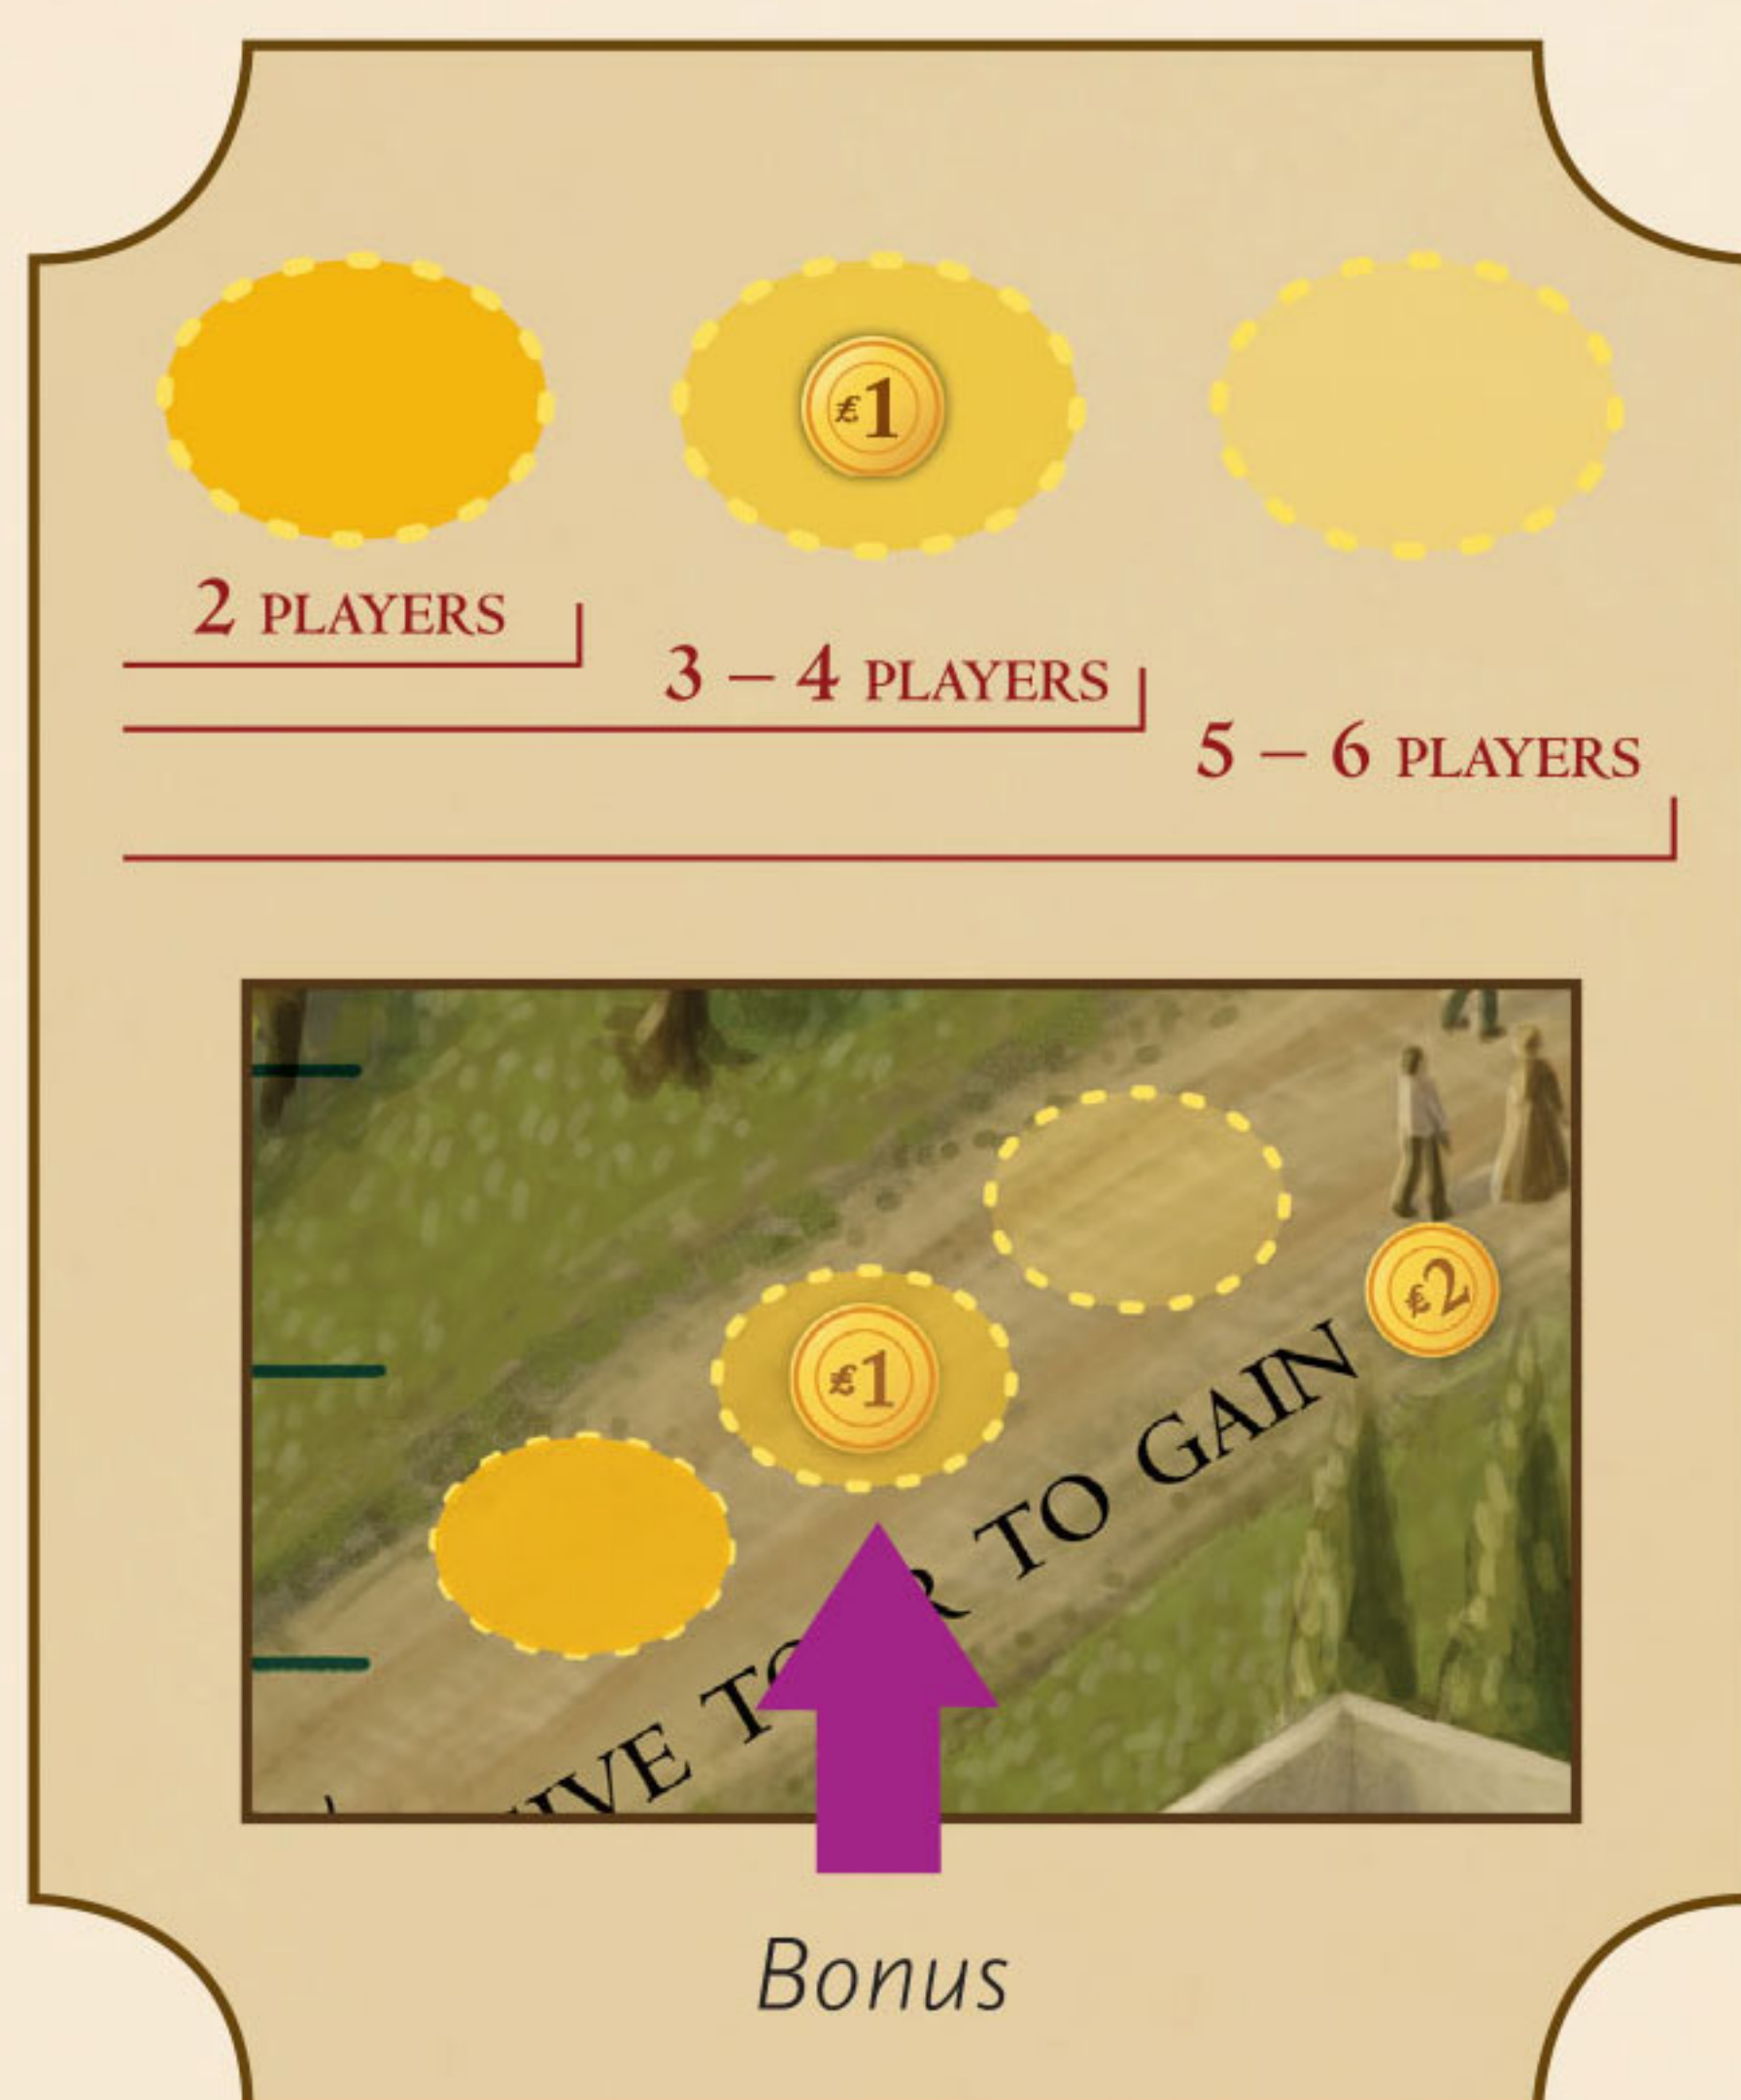 £1
2 PLAYERS
3 – 4 PLAYERS
5 – 6 PLAYERS
£2
£1
TO GAIN
Bonus